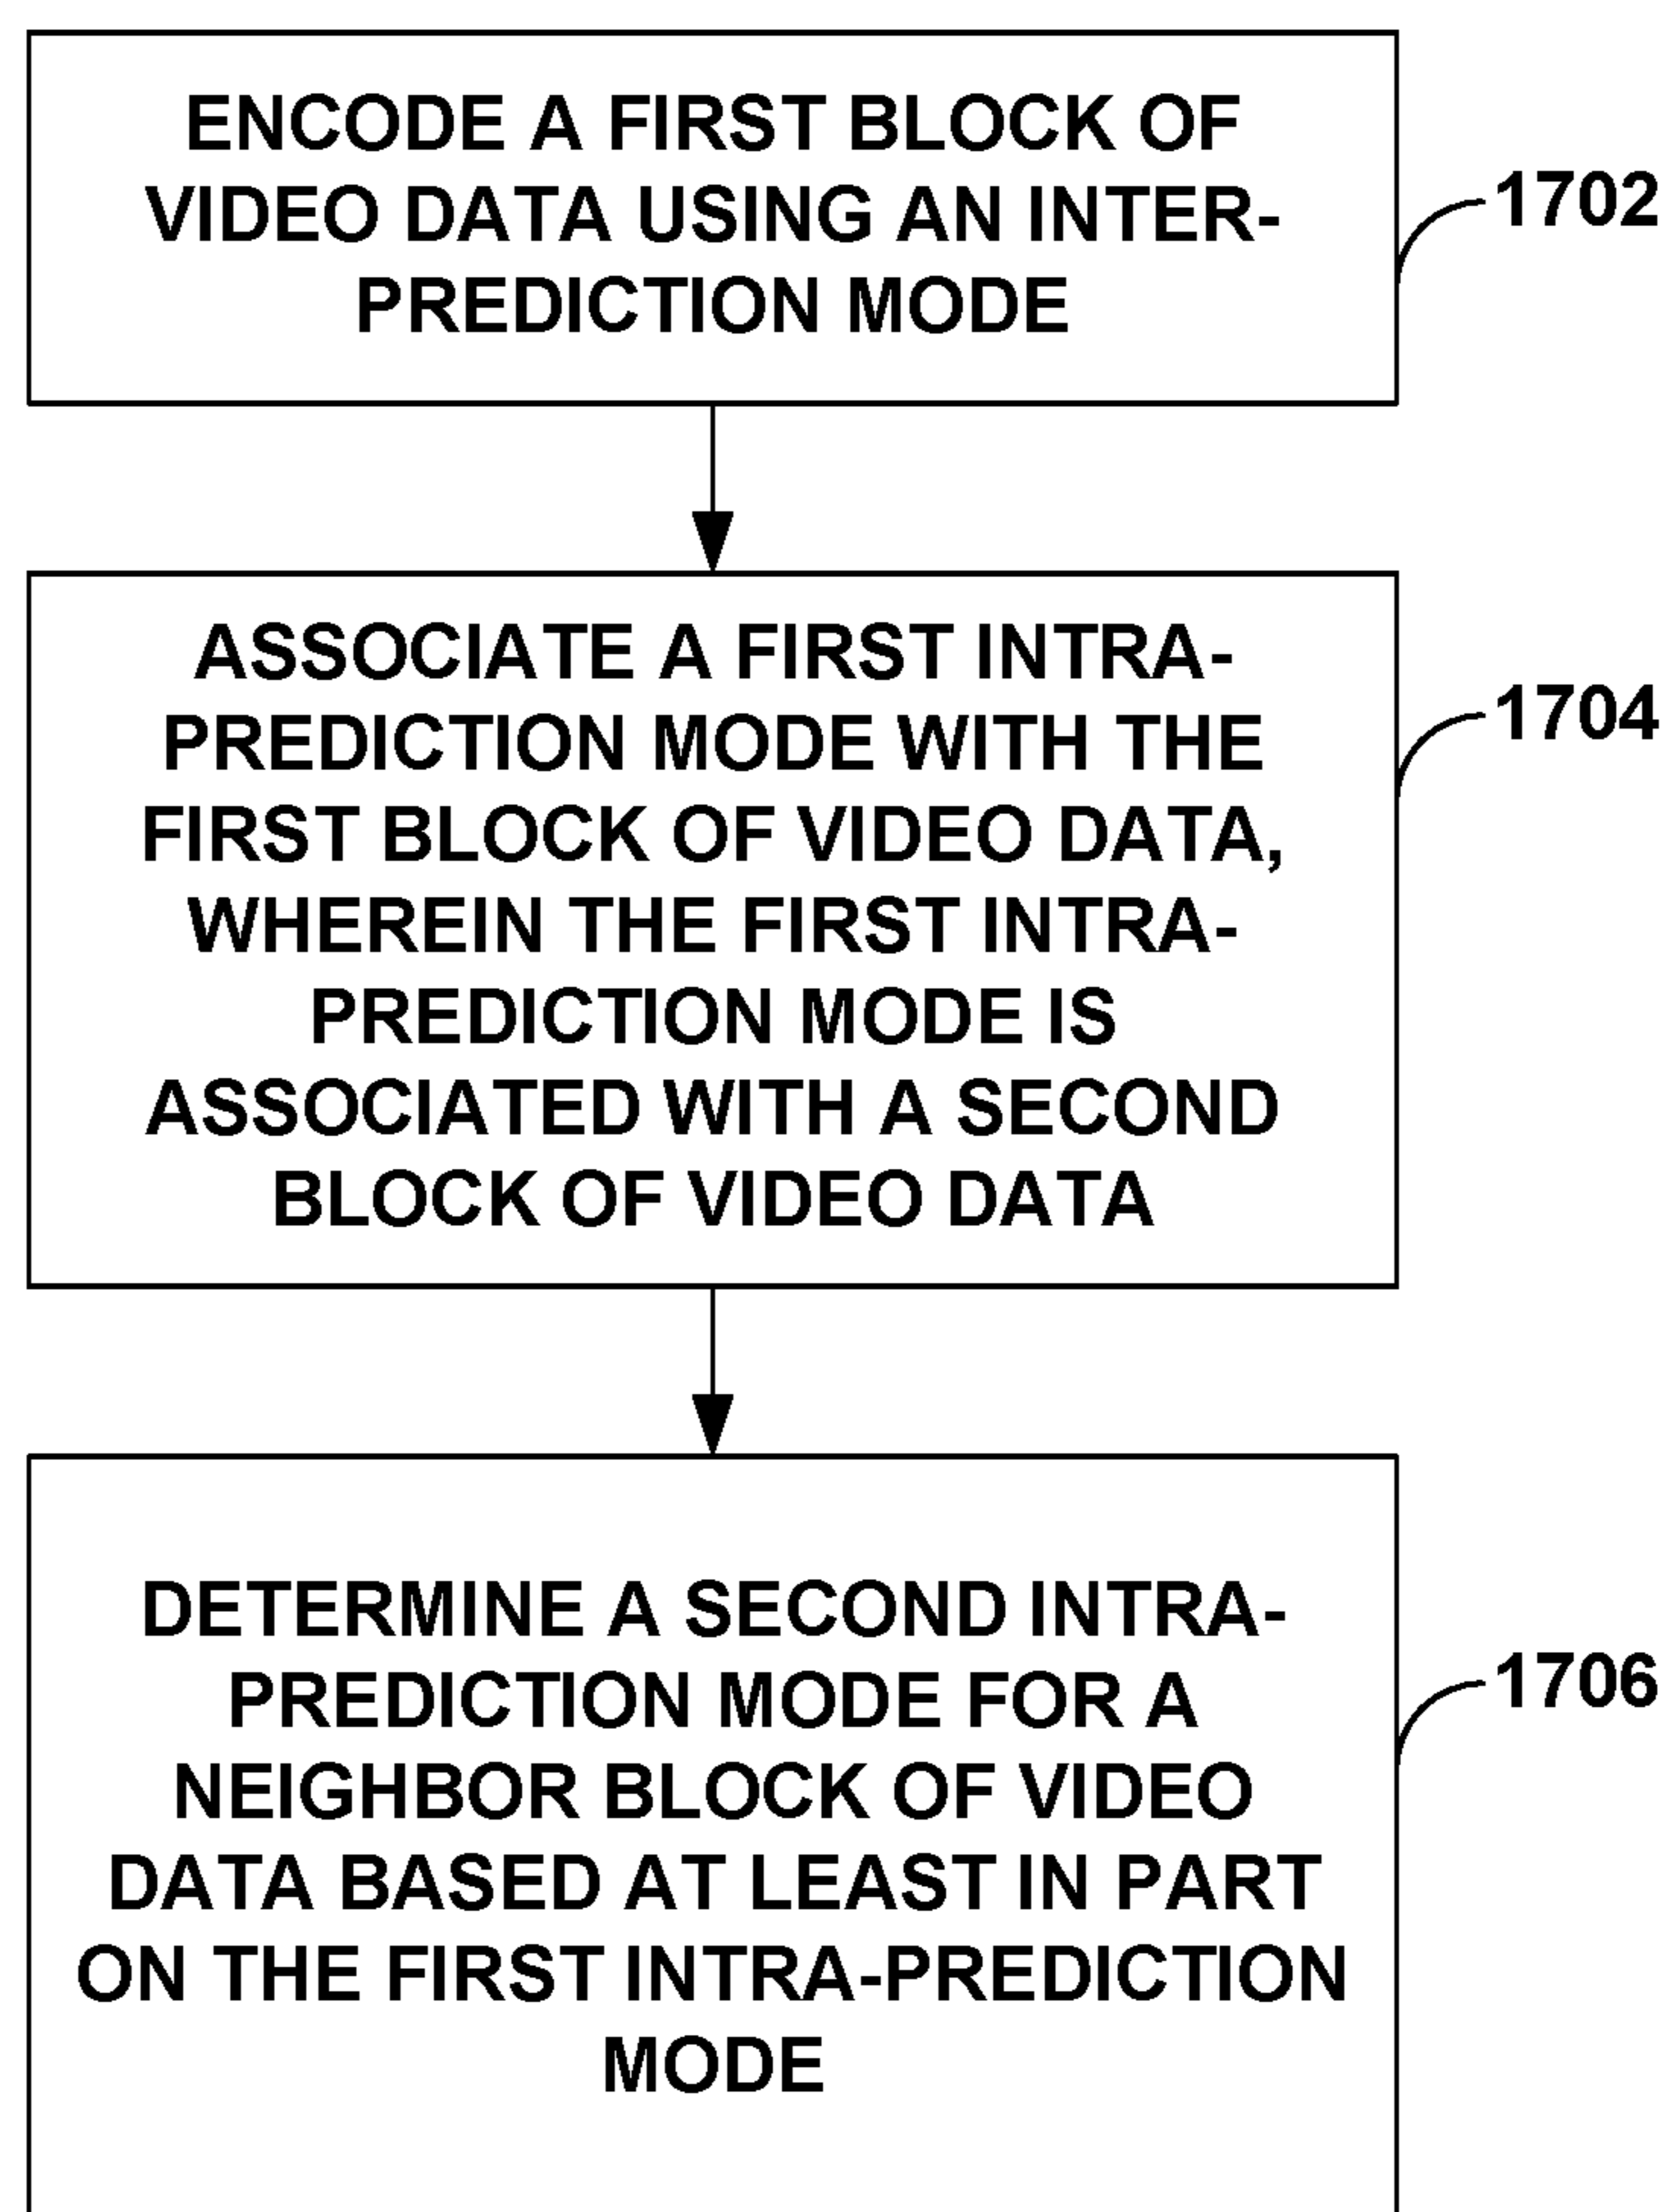 ENCODE A FIRST BLOCK OF
VIDEO DATA USING AN INTER-
PREDICTION MODE
1702
ASSOCIATE A FIRST INTRA-
PREDICTION MODE WITH THE
FIRST BLOCK OF VIDEO DATA,
WHEREIN THE FIRST INTRA-
PREDICTION MODE IS
ASSOCIATED WITH A SECOND
BLOCK OF VIDEO DATA
1704
DETERMINE A SECOND INTRA-
PREDICTION MODE FOR A
NEIGHBOR BLOCK OF VIDEO
DATA BASED AT LEAST IN PART
ON THE FIRST INTRA-PREDICTION
MODE
1706